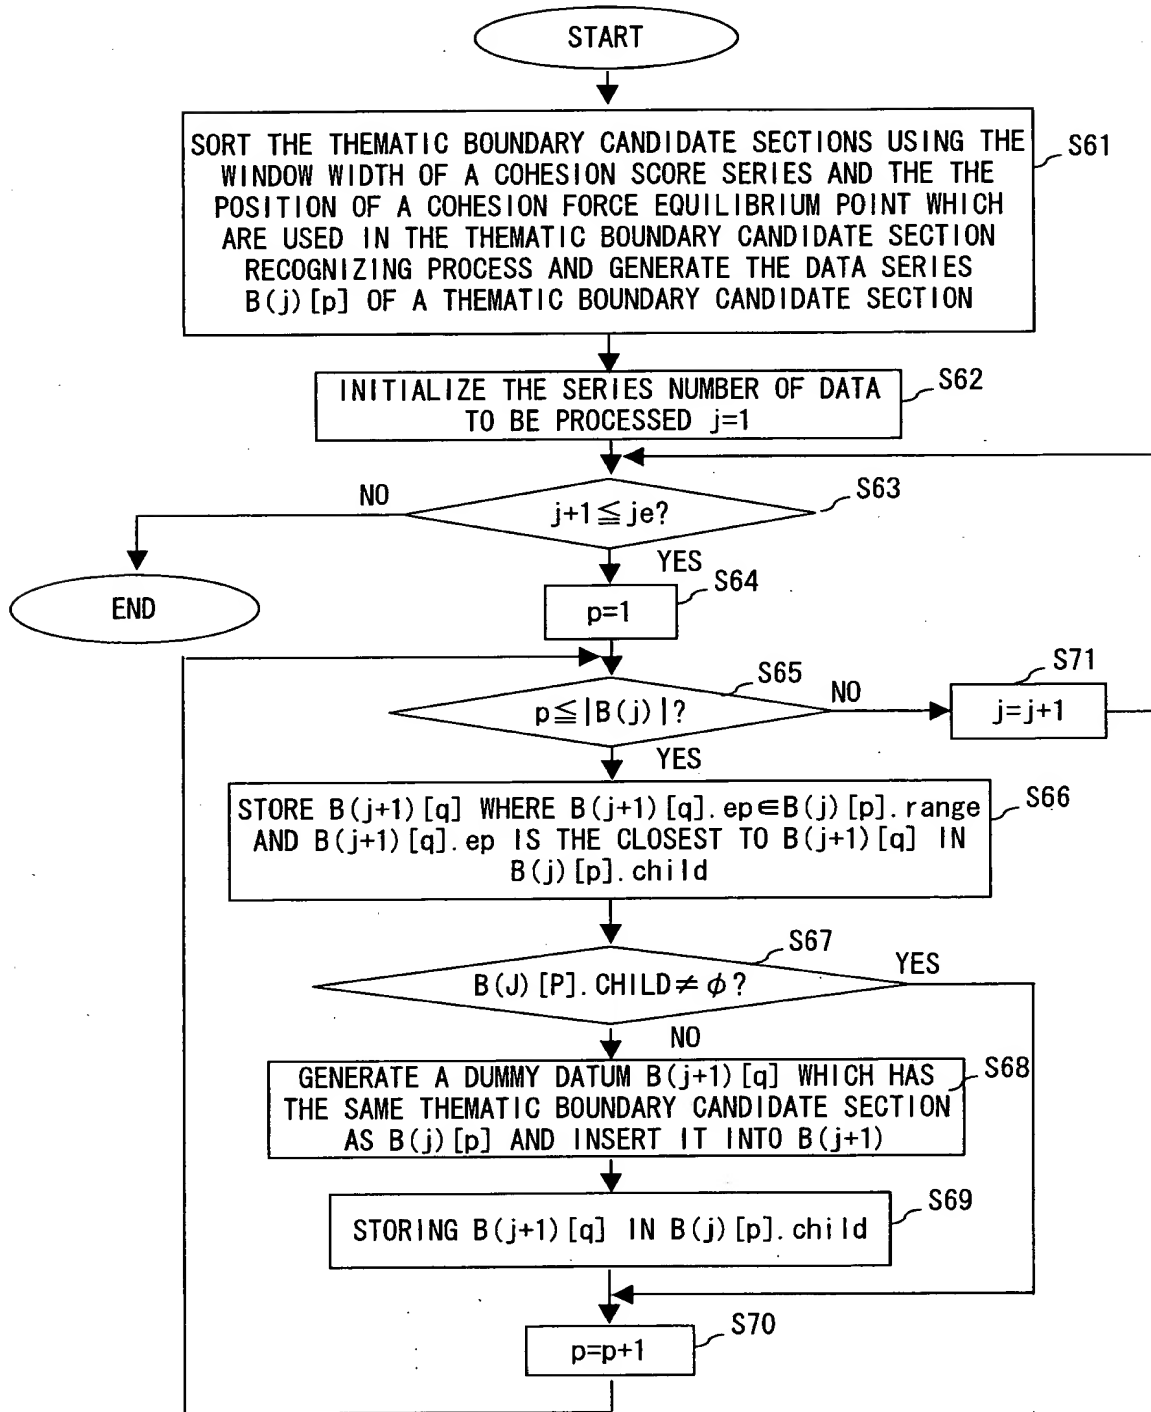 START
SORT THE THEMATIC BOUNDARY CANDIDATE SECTIONS USING THE
WINDOW WIDTH OF A COHESION SCORE SERIES AND THE THE
POSITION OF A COHESION FORCE EQUILIBRIUM POINT WHICH
ARE USED IN THE THEMATIC BOUNDARY CANDIDATE SECTION
RECOGNIZING PROCESS AND GENERATE THE DATA SERIES
B(j)[p] OF A THEMATIC BOUNDARY CANDIDATE SECTION
S61
INITIALIZE THE SERIES NUMBER OF DATA
TO BE PROCESSED j=1
S62
NO
j+1≦je?
S63
YES
END
p=1
S64
p≦|B(j)|?
S65
NO
j=j+1
S71
YES
STORE B(j+1)[q] WHERE B(j+1)[q].ep∈B(j)[p].range
AND B(j+1)[q].ep IS THE CLOSEST TO B(j+1)[q] IN
B(j)[p].child
S66
B(J)[P].CHILD≠φ?
S67
YES
NO
GENERATE A DUMMY DATUM B(j+1)[q] WHICH HAS
THE SAME THEMATIC BOUNDARY CANDIDATE SECTION
AS B(j)[p] AND INSERT IT INTO B(j+1)
S68
STORING B(j+1)[q] IN B(j)[p].child
S69
p=p+1
S70